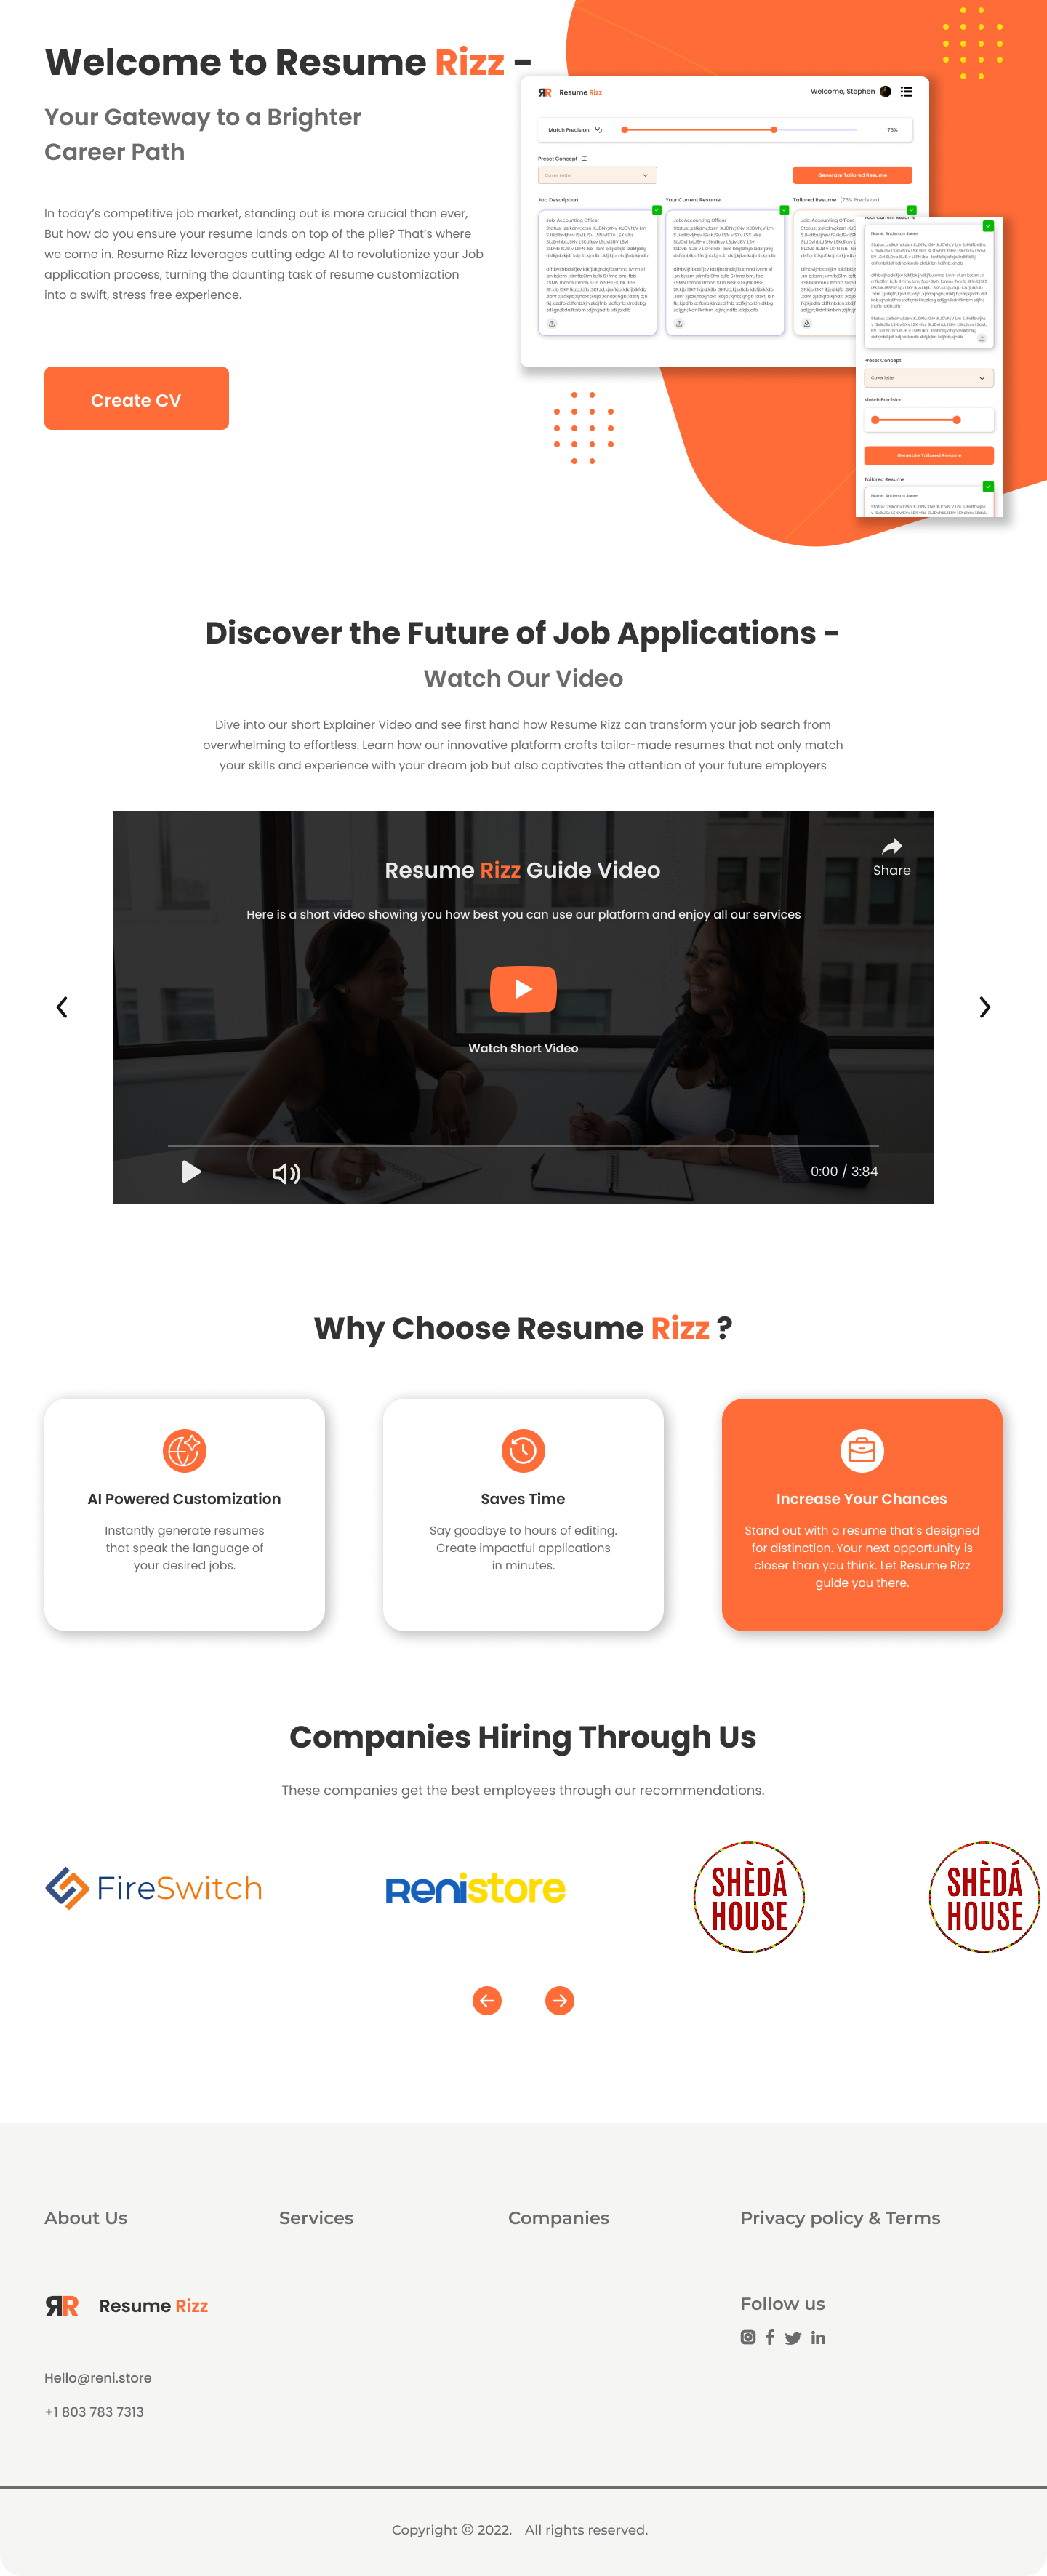 Welcome to Resume Rizz -
Your Gateway to a Brighter
Career Path
In today's competitive job market, standing out is more crucial than ever,
But how do you ensure your resume lands on top of the pile? That's where
we come in. Resume Rizz leverages cutting edge AI to revolutionize your Job
application process, turning the daunting task of resume customization
into a swift, stress free experience.
Create CV
RR Resume Rizz
Welcome, Stephen
Match Precision
75%
Preset Concept
Cover Letter
Generate Tailored Resume
Job Description
Your Current Resume
Tailored Resume (75% Precision)
Job: Accounting Officer
Job: Accounting Officer
Job: Accounting Officer
Your Current Resume
Name: Anderson Jones
Preset Concept
Cover letter
Match Precision
Generate Tailored Resume
Tailored Resume
Name: Anderson Jones
Discover the Future of Job Applications -
Watch Our Video
Dive into our short Explainer Video and see first hand how Resume Rizz can transform your job search from
overwhelming to effortless. Learn how our innovative platform crafts tailor-made resumes that not only match
your skills and experience with your dream job but also captivates the attention of your future employers
Resume Rizz Guide Video
Share
Here is a short video showing you how best you can use our platform and enjoy all our services
Watch Short Video
0:00 / 3:84
Why Choose Resume Rizz ?
AI Powered Customization
Instantly generate resumes
that speak the language of
your desired jobs.
Saves Time
Say goodbye to hours of editing.
Create impactful applications
in minutes.
Increase Your Chances
Stand out with a resume that's designed
for distinction. Your next opportunity is
closer than you think. Let Resume Rizz
guide you there.
Companies Hiring Through Us
These companies get the best employees through our recommendations.
FireSwitch
Renistore
SHÈDÁ
HOUSE
SHÈDÁ
HOUSE
About Us
Services
Companies
Privacy policy & Terms
RR Resume Rizz
Follow us
Hello@reni.store
+1 803 783 7313
Copyright © 2022. All rights reserved.